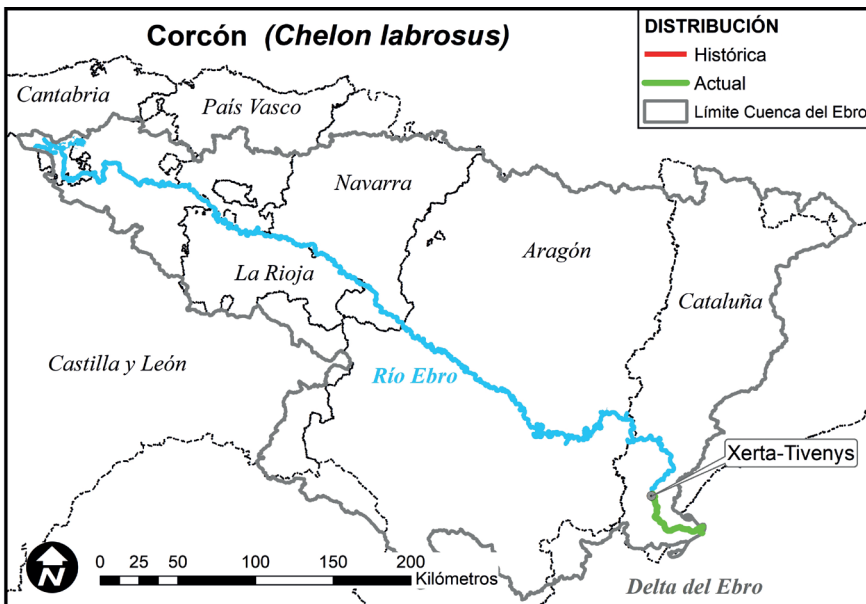 Corcón (Chelon labrosus)
DISTRIBUCIÓN
Histórica
Actual
Límite Cuenca del Ebro
Cantabria
País Vasco
Navarra
Aragón
La Rioja
Cataluña
Castilla y León
Río Ebro
Xerta-Tivenys
N
0 25 50 100 150 200
Kilómetros
Delta del Ebro